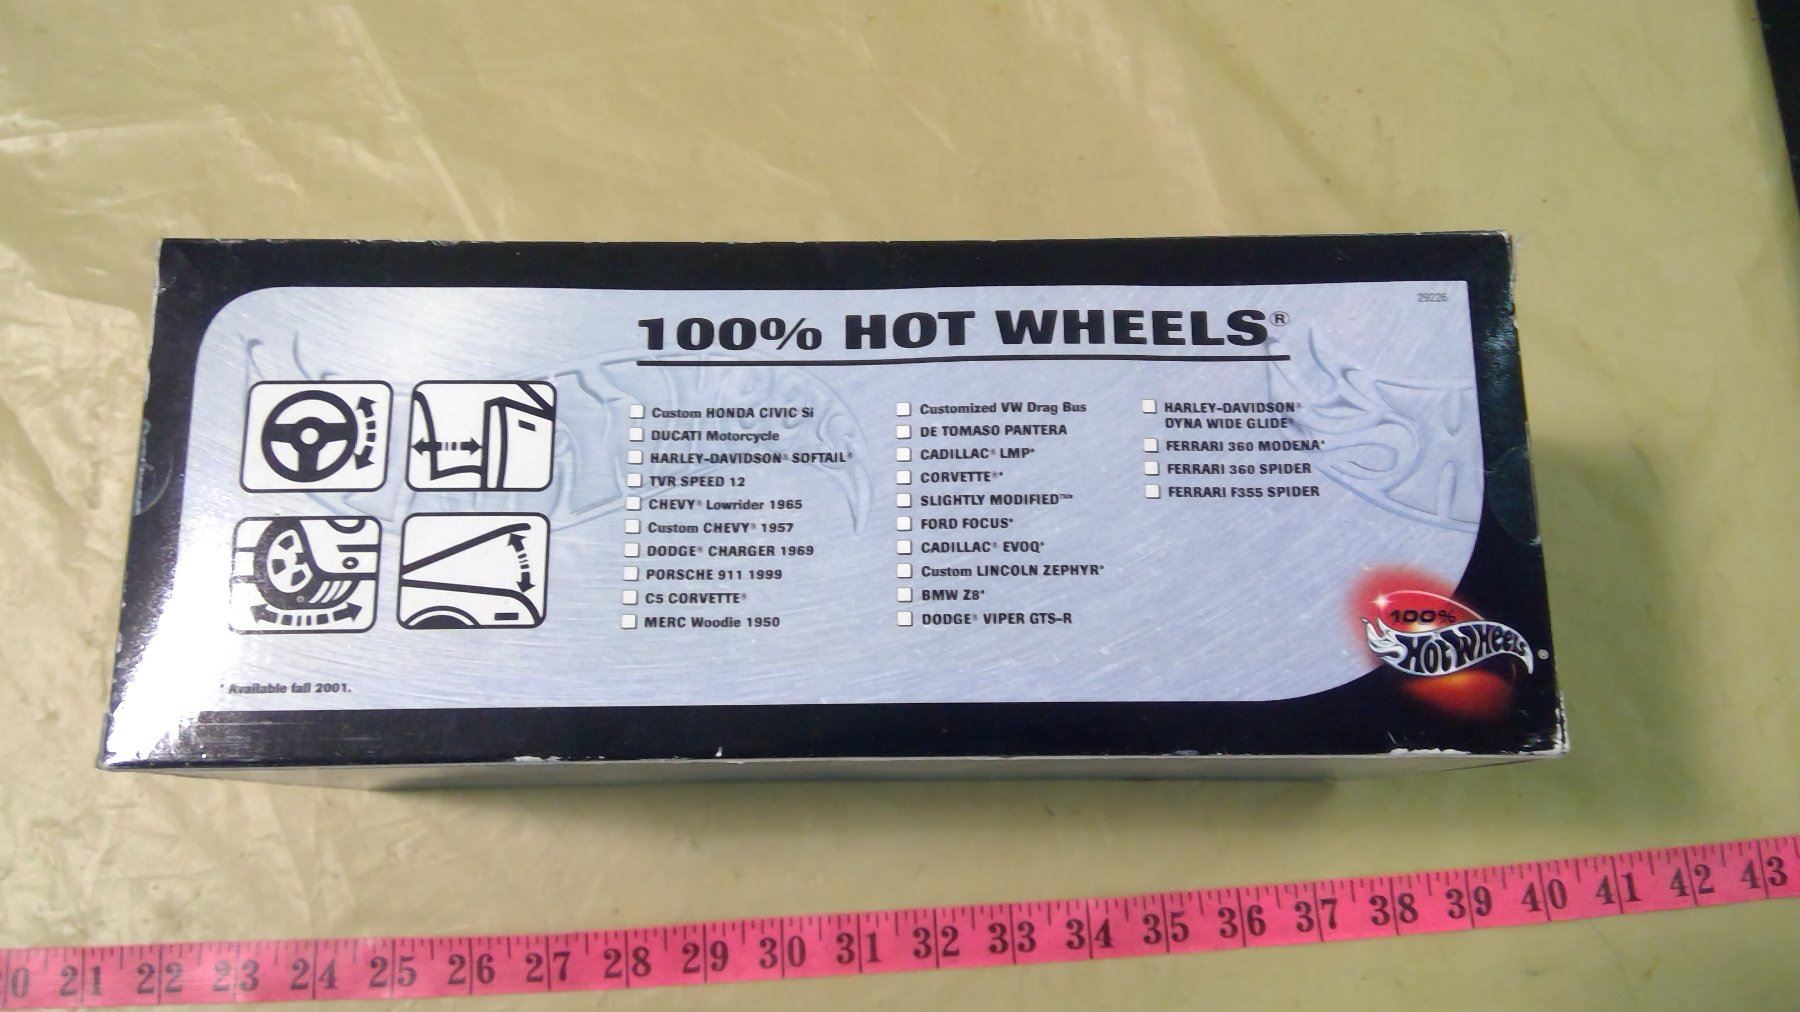 29226
100% HOT WHEELS®
Custom HONDA CIVIC Si
DUCATI Motorcycle
HARLEY-DAVIDSON® SOFTAIL®
TVR SPEED 12
CHEVY® Lowrider 1965
Custom CHEVY® 1957
DODGE® CHARGER 1969
PORSCHE 911 1999
C5 CORVETTE®
MERC Woodie 1950
Customized VW Drag Bus
DE TOMASO PANTERA
CADILLAC® LMP*
CORVETTE®*
SLIGHTLY MODIFIED™*
FORD FOCUS*
CADILLAC® EVOQ*
Custom LINCOLN ZEPHYR*
BMW Z8*
DODGE® VIPER GTS-R
HARLEY-DAVIDSON®
DYNA WIDE GLIDE®
FERRARI 360 MODENA*
FERRARI 360 SPIDER
FERRARI F355 SPIDER
* Available fall 2001.
100%
Hot Wheels®
0 21 22 23 24 25 26 27 28 29 30 31 32 33 34 35 36 37 38 39 40 41 42 43